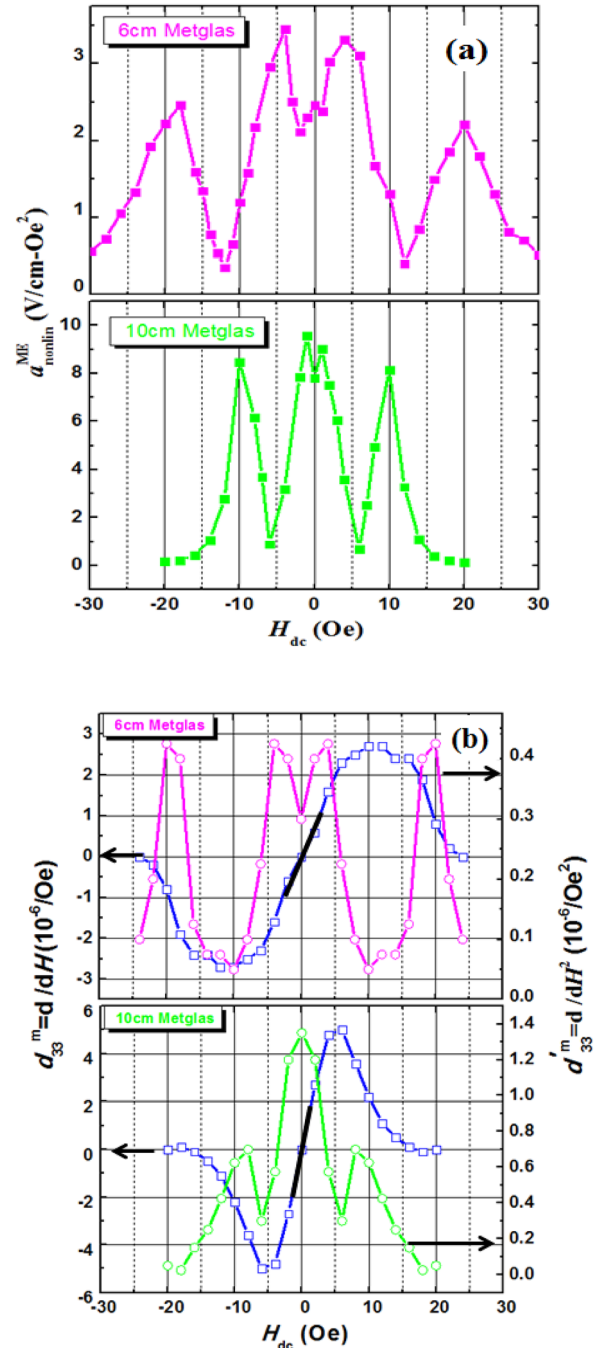 6cm Metglas
(a)
3
2
1
0
a^ME_nonlin (V/cm-Oe²)
10cm Metglas
10
8
6
4
2
0
-30 -20 -10 0 10 20 30
H_dc (Oe)
6cm Metglas
(b)
3
2
1
0
-1
-2
-3
0.4
0.3
0.2
0.1
0.0
d₃₃^m=d /dH(10⁻⁶/Oe)
d'₃₃^m=d /dH² (10⁻⁶/Oe²)
10cm Metglas
6
4
2
0
-2
-4
-6
1.4
1.2
1.0
0.8
0.6
0.4
0.2
0.0
-30 -20 -10 0 10 20 30
H_dc (Oe)